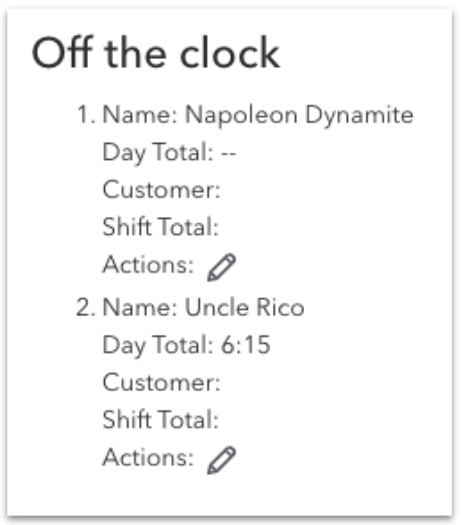 Off the clock
1. Name: Napoleon Dynamite
Day Total: --
Customer:
Shift Total:
Actions:
2. Name: Uncle Rico
Day Total: 6:15
Customer:
Shift Total:
Actions: